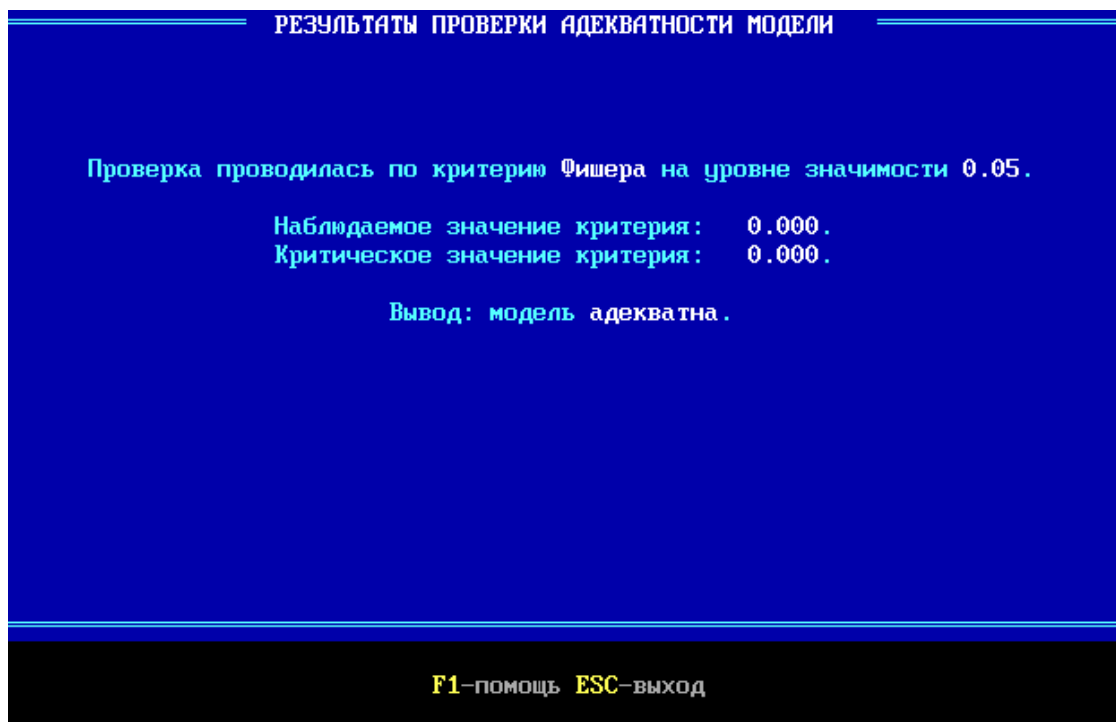 РЕЗУЛЬТАТЫ ПРОВЕРКИ АДЕКВАТНОСТИ МОДЕЛИ
Проверка проводилась по критерию Фишера на уровне значимости 0.05.
Наблюдаемое значение критерия: 0.000.
Критическое значение критерия: 0.000.
Вывод: модель адекватна.
F1-помощь ESC-выход